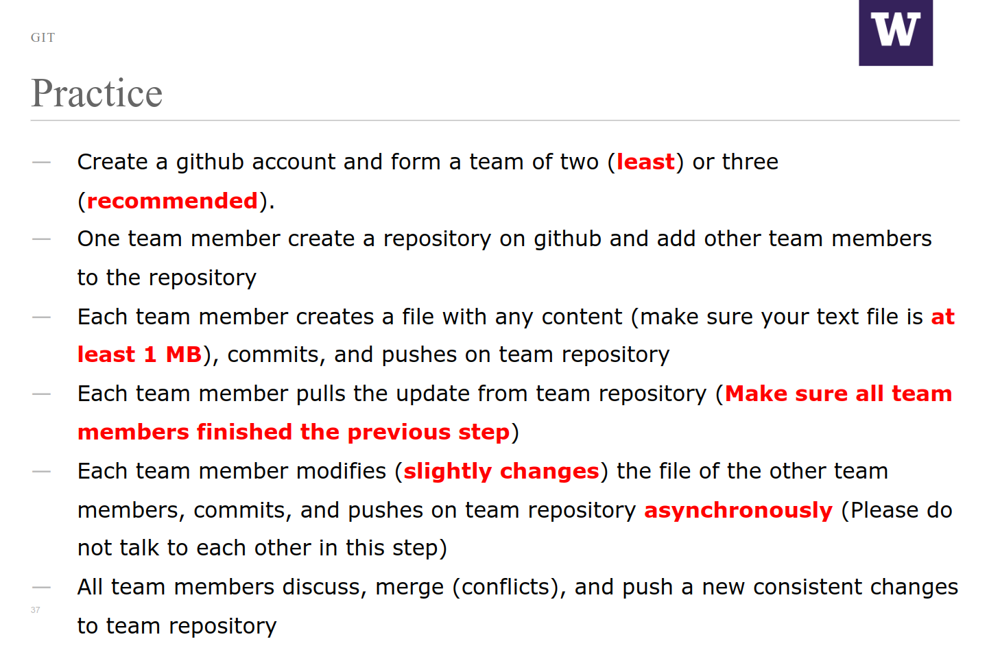 GIT
W
Practice
— Create a github account and form a team of two (least) or three
(recommended).
— One team member create a repository on github and add other team members
to the repository
— Each team member creates a file with any content (make sure your text file is at
least 1 MB), commits, and pushes on team repository
— Each team member pulls the update from team repository (Make sure all team
members finished the previous step)
— Each team member modifies (slightly changes) the file of the other team
members, commits, and pushes on team repository asynchronously (Please do
not talk to each other in this step)
— All team members discuss, merge (conflicts), and push a new consistent changes
to team repository
37